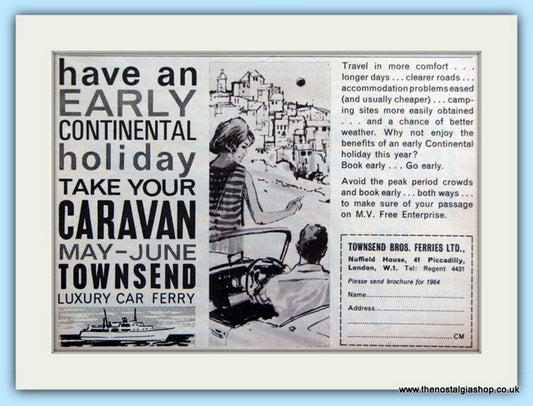 have an
EARLY
CONTINENTAL
holiday
TAKE YOUR
CARAVAN
MAY–JUNE
TOWNSEND
LUXURY CAR FERRY
Travel in more comfort . . .
longer days . . . clearer roads . . .
accommodation problems eased
(and usually cheaper) . . . camp-
ing sites more easily obtained
. . . . and a chance of better
weather. Why not enjoy the
benefits of an early Continental
holiday this year?
Book early . . . Go early.
Avoid the peak period crowds
and book early . . . both ways . . .
to make sure of your passage
on M.V. Free Enterprise.
TOWNSEND BROS. FERRIES LTD.,
Nuffield House, 41 Piccadilly,
London, W.1. Tel: Regent 4431
Please send brochure for 1964
Name
Address
CM
www.thenostalgiashop.co.uk